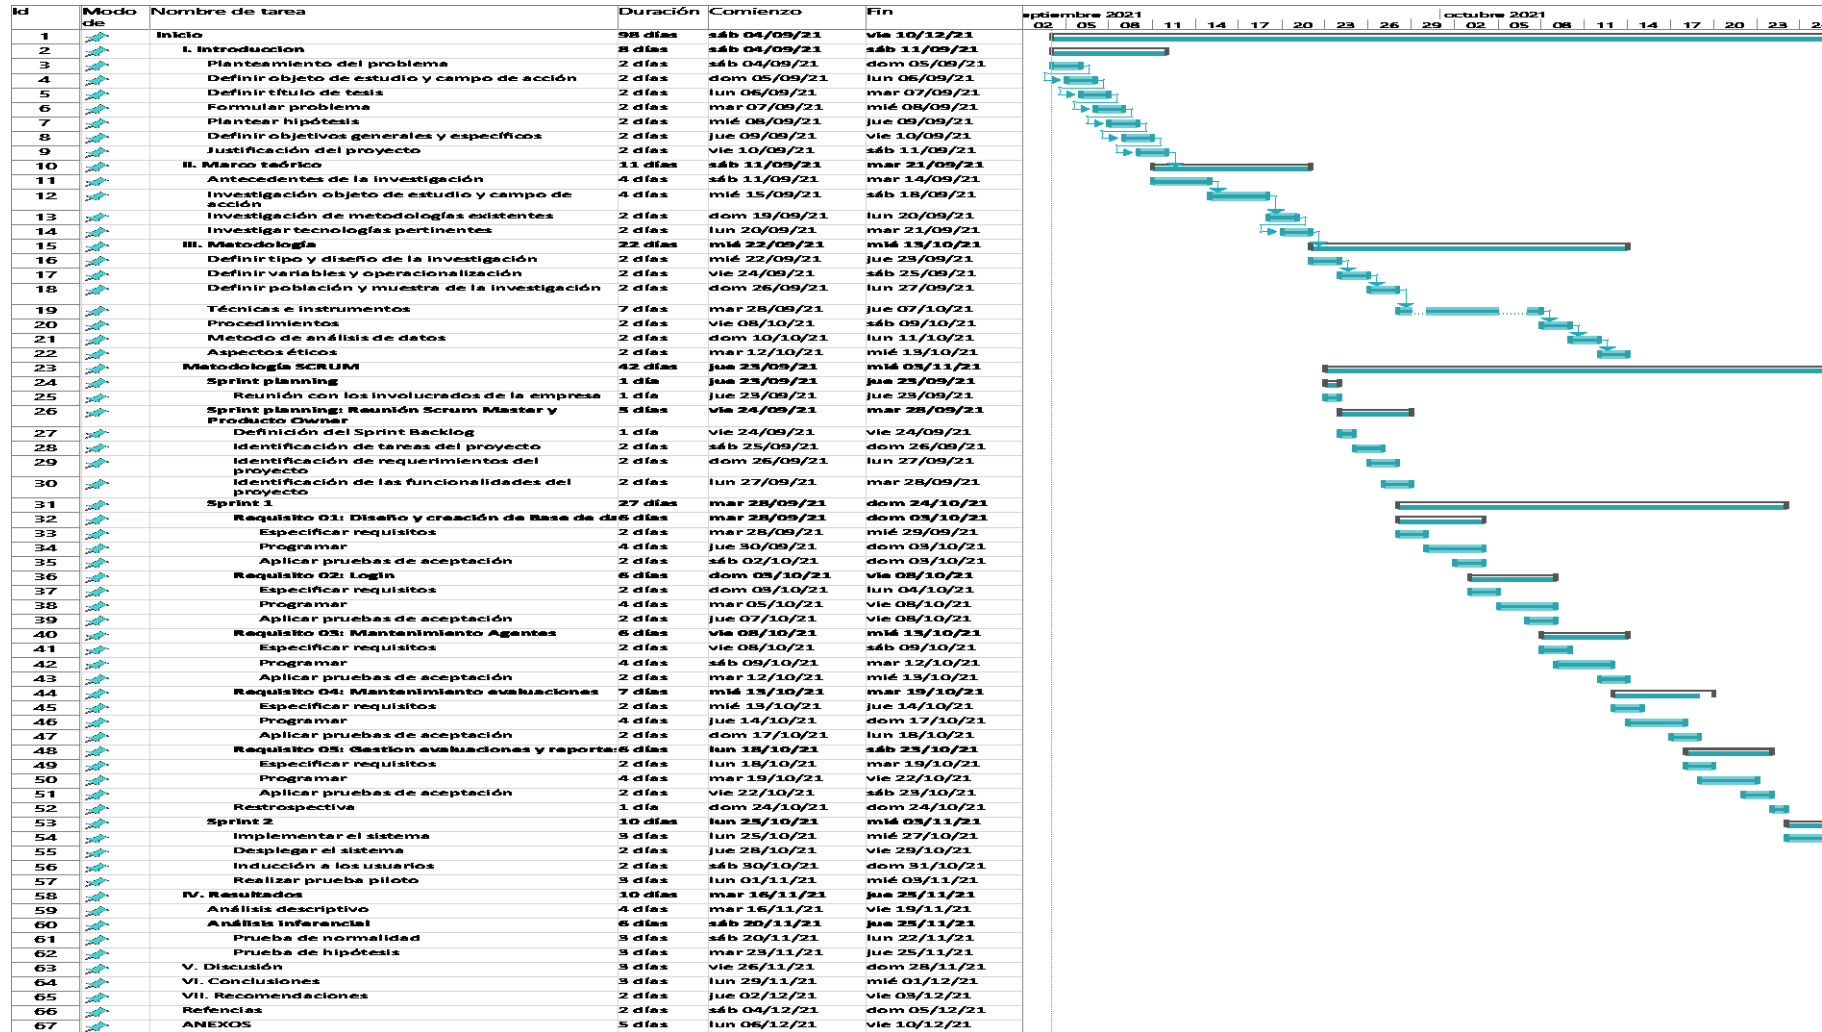 Id Modo de Nombre de tarea Duración Comienzo Fin
eptiembre 2021 octubre 2021
02 05 08 11 14 17 20 23 26 29 02 05 08 11 14 17 20 23 2
1 Inicio 98 días sáb 04/09/21 vie 10/12/21
2 I. Introduccion 8 días sáb 04/09/21 sáb 11/09/21
3 Planteamiento del problema 2 días sáb 04/09/21 dom 05/09/21
4 Definir objeto de estudio y campo de acción 2 días dom 05/09/21 lun 06/09/21
5 Definir título de tesis 2 días lun 06/09/21 mar 07/09/21
6 Formular problema 2 días mar 07/09/21 mié 08/09/21
7 Plantear hipótesis 2 días mié 08/09/21 jue 09/09/21
8 Definir objetivos generales y específicos 2 días jue 09/09/21 vie 10/09/21
9 Justificación del proyecto 2 días vie 10/09/21 sáb 11/09/21
10 II. Marco teórico 11 días sáb 11/09/21 mar 21/09/21
11 Antecedentes de la investigación 4 días sáb 11/09/21 mar 14/09/21
12 Investigación objeto de estudio y campo de acción 4 días mié 15/09/21 sáb 18/09/21
13 Investigación de metodologías existentes 2 días dom 19/09/21 lun 20/09/21
14 Investigar tecnologías pertinentes 2 días lun 20/09/21 mar 21/09/21
15 III. Metodología 22 días mié 22/09/21 mié 13/10/21
16 Definir tipo y diseño de la investigación 2 días mié 22/09/21 jue 23/09/21
17 Definir variables y operacionalización 2 días vie 24/09/21 sáb 25/09/21
18 Definir población y muestra de la investigación 2 días dom 26/09/21 lun 27/09/21
19 Técnicas e instrumentos 7 días mar 28/09/21 jue 07/10/21
20 Procedimientos 2 días vie 08/10/21 sáb 09/10/21
21 Metodo de análisis de datos 2 días dom 10/10/21 lun 11/10/21
22 Aspectos éticos 2 días mar 12/10/21 mié 13/10/21
23 Metodología SCRUM 42 días jue 23/09/21 mié 03/11/21
24 Sprint planning 1 día jue 23/09/21 jue 23/09/21
25 Reunión con los involucrados de la empresa 1 día jue 23/09/21 jue 23/09/21
26 Sprint planning: Reunión Scrum Master y Producto Owner 5 días vie 24/09/21 mar 28/09/21
27 Definición del Sprint Backlog 1 día vie 24/09/21 vie 24/09/21
28 Identificación de tareas del proyecto 2 días sáb 25/09/21 dom 26/09/21
29 Identificación de requerimientos del proyecto 2 días dom 26/09/21 lun 27/09/21
30 Identificación de las funcionalidades del proyecto 2 días lun 27/09/21 mar 28/09/21
31 Sprint 1 27 días mar 28/09/21 dom 24/10/21
32 Requisito 01: Diseño y creación de Base de da 6 días mar 28/09/21 dom 03/10/21
33 Especificar requisitos 2 días mar 28/09/21 mié 29/09/21
34 Programar 4 días jue 30/09/21 dom 03/10/21
35 Aplicar pruebas de aceptación 2 días sáb 02/10/21 dom 03/10/21
36 Requisito 02: Login 6 días dom 03/10/21 vie 08/10/21
37 Especificar requisitos 2 días dom 03/10/21 lun 04/10/21
38 Programar 4 días mar 05/10/21 vie 08/10/21
39 Aplicar pruebas de aceptación 2 días jue 07/10/21 vie 08/10/21
40 Requisito 03: Mantenimiento Agentes 6 días vie 08/10/21 mié 13/10/21
41 Especificar requisitos 2 días vie 08/10/21 sáb 09/10/21
42 Programar 4 días sáb 09/10/21 mar 12/10/21
43 Aplicar pruebas de aceptación 2 días mar 12/10/21 mié 13/10/21
44 Requisito 04: Mantenimiento evaluaciones 7 días mié 13/10/21 mar 19/10/21
45 Especificar requisitos 2 días mié 13/10/21 jue 14/10/21
46 Programar 4 días jue 14/10/21 dom 17/10/21
47 Aplicar pruebas de aceptación 2 días dom 17/10/21 lun 18/10/21
48 Requisito 05: Gestion evaluaciones y reporte 6 días lun 18/10/21 sáb 23/10/21
49 Especificar requisitos 2 días lun 18/10/21 mar 19/10/21
50 Programar 4 días mar 19/10/21 vie 22/10/21
51 Aplicar pruebas de aceptación 2 días vie 22/10/21 sáb 23/10/21
52 Restrospectiva 1 día dom 24/10/21 dom 24/10/21
53 Sprint 2 10 días lun 25/10/21 mié 03/11/21
54 Implementar el sistema 3 días lun 25/10/21 mié 27/10/21
55 Desplegar el sistema 2 días jue 28/10/21 vie 29/10/21
56 Inducción a los usuarios 2 días sáb 30/10/21 dom 31/10/21
57 Realizar prueba piloto 3 días lun 01/11/21 mié 03/11/21
58 IV. Resultados 10 días mar 16/11/21 jue 25/11/21
59 Análisis descriptivo 4 días mar 16/11/21 vie 19/11/21
60 Análisis inferencial 6 días sáb 20/11/21 jue 25/11/21
61 Prueba de normalidad 3 días sáb 20/11/21 lun 22/11/21
62 Prueba de hipótesis 3 días mar 23/11/21 jue 25/11/21
63 V. Discusión 3 días vie 26/11/21 dom 28/11/21
64 VI. Conclusiones 3 días lun 29/11/21 mié 01/12/21
65 VII. Recomendaciones 2 días jue 02/12/21 vie 03/12/21
66 Refencias 2 días sáb 04/12/21 dom 05/12/21
67 ANEXOS 5 días lun 06/12/21 vie 10/12/21